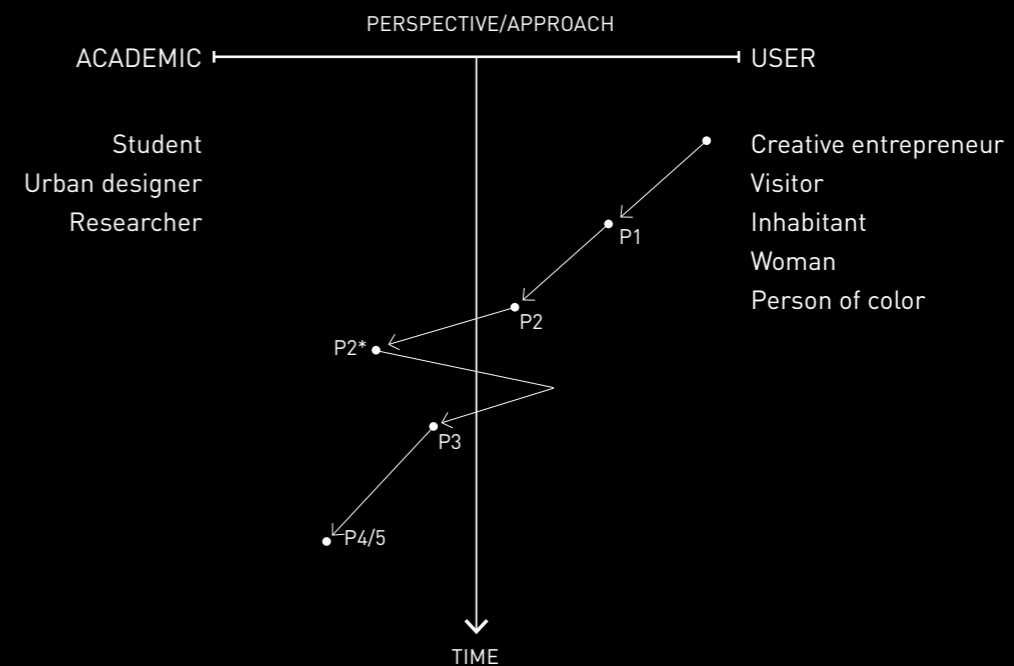 PERSPECTIVE/APPROACH
ACADEMIC
USER
Student
Urban designer
Researcher
Creative entrepreneur
Visitor
Inhabitant
Woman
Person of color
P1
P2
P2*
P3
P4/5
TIME